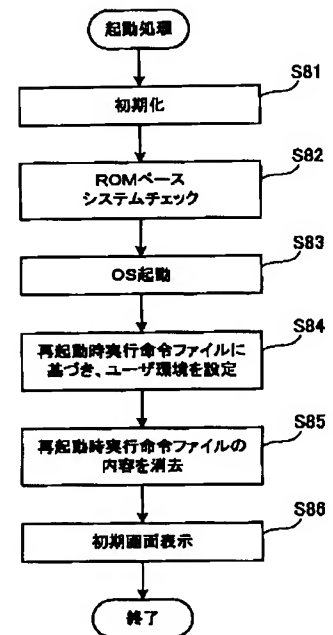 起動処理
S81
初期化
S82
ROMベース
システムチェック
S83
OS起動
S84
再起動時実行命令ファイルに
基づき、ユーザ環境を設定
S85
再起動時実行命令ファイルの
内容を消去
S86
初期画面表示
終了